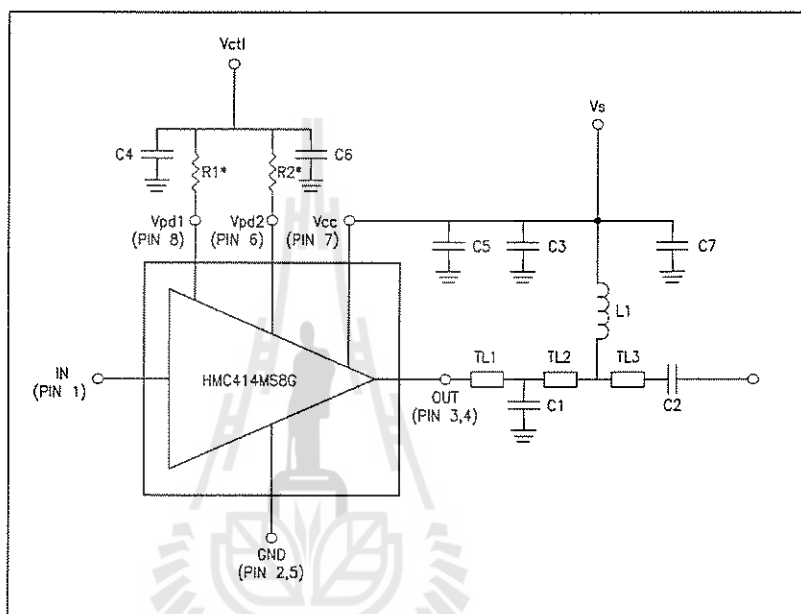 Vctl
Vs
C4
R1*
R2*
C6
Vpd1
(PIN 8)
Vpd2
(PIN 6)
Vcc
(PIN 7)
C5
C3
C7
L1
IN
(PIN 1)
HMC414MS8G
OUT
(PIN 3,4)
TL1
TL2
TL3
C1
C2
GND
(PIN 2,5)